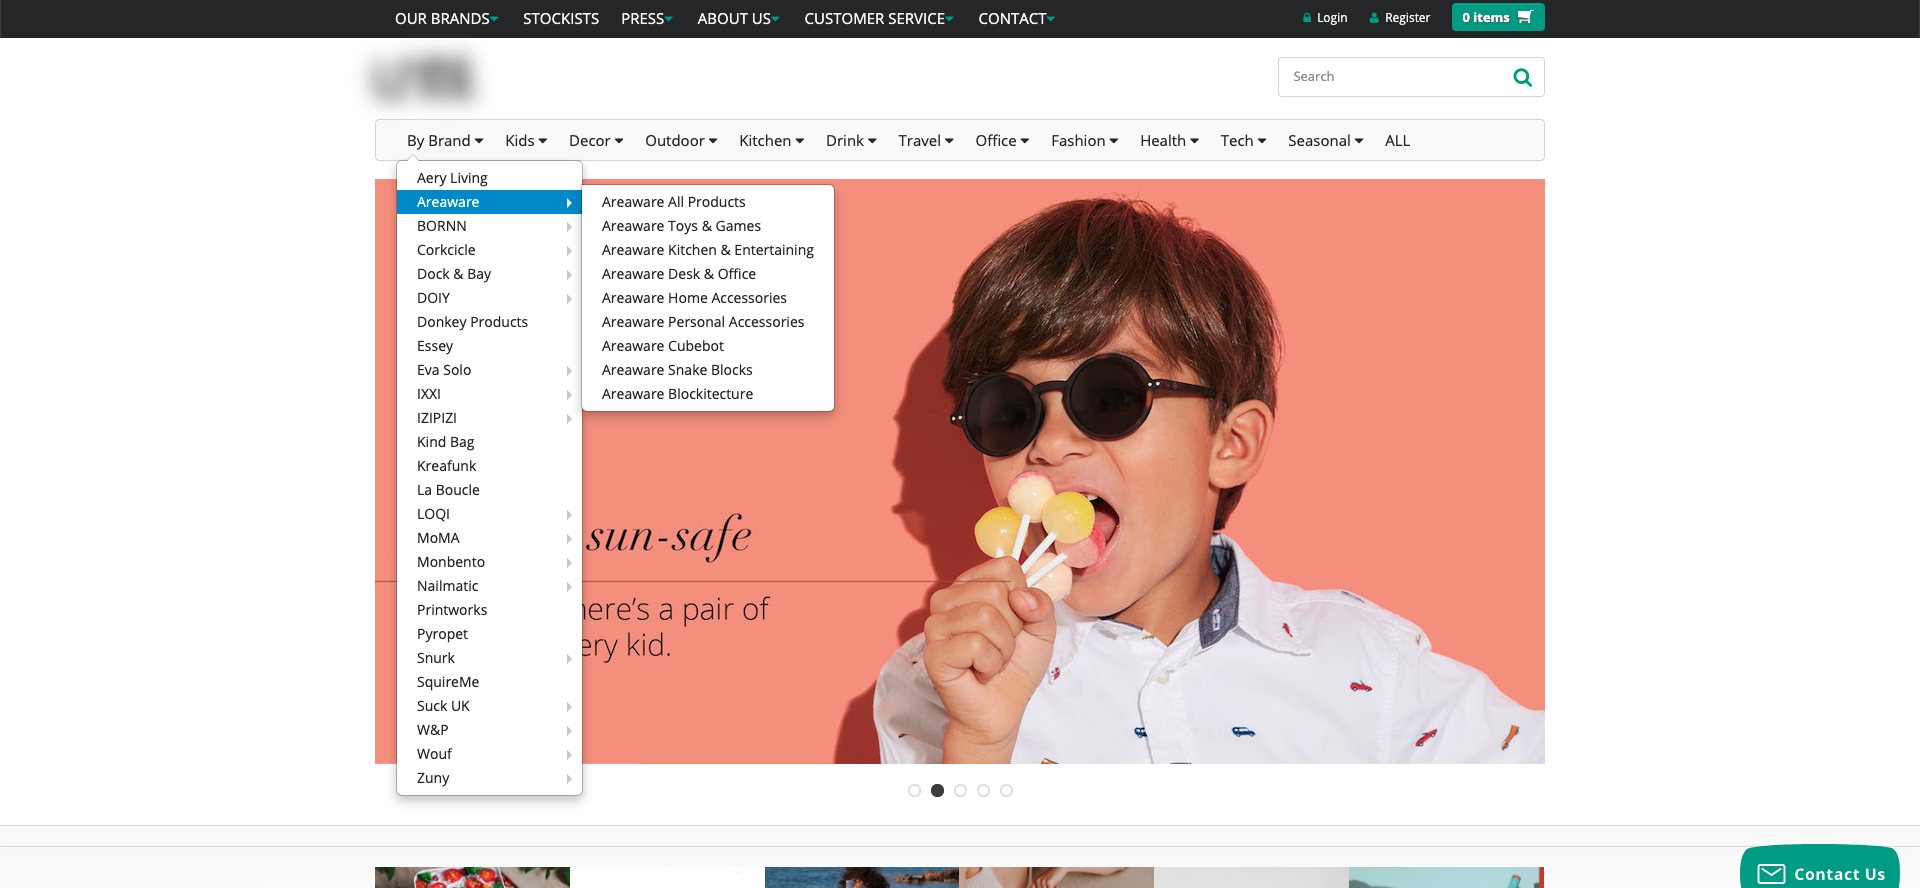 OUR BRANDS STOCKISTS PRESS ABOUT US CUSTOMER SERVICE CONTACT Login Register 0 items
Search
By Brand Kids Decor Outdoor Kitchen Drink Travel Office Fashion Health Tech Seasonal ALL
Aery Living
Areaware
BORNN
Corkcicle
Dock & Bay
DOIY
Donkey Products
Essey
Eva Solo
IXXI
IZIPIZI
Kind Bag
Kreafunk
La Boucle
LOQI
MoMA
Monbento
Nailmatic
Printworks
Pyropet
Snurk
SquireMe
Suck UK
W&P
Wouf
Zuny
Areaware All Products
Areaware Toys & Games
Areaware Kitchen & Entertaining
Areaware Desk & Office
Areaware Home Accessories
Areaware Personal Accessories
Areaware Cubebot
Areaware Snake Blocks
Areaware Blockitecture
sun-safe
here's a pair of
ery kid.
Contact Us